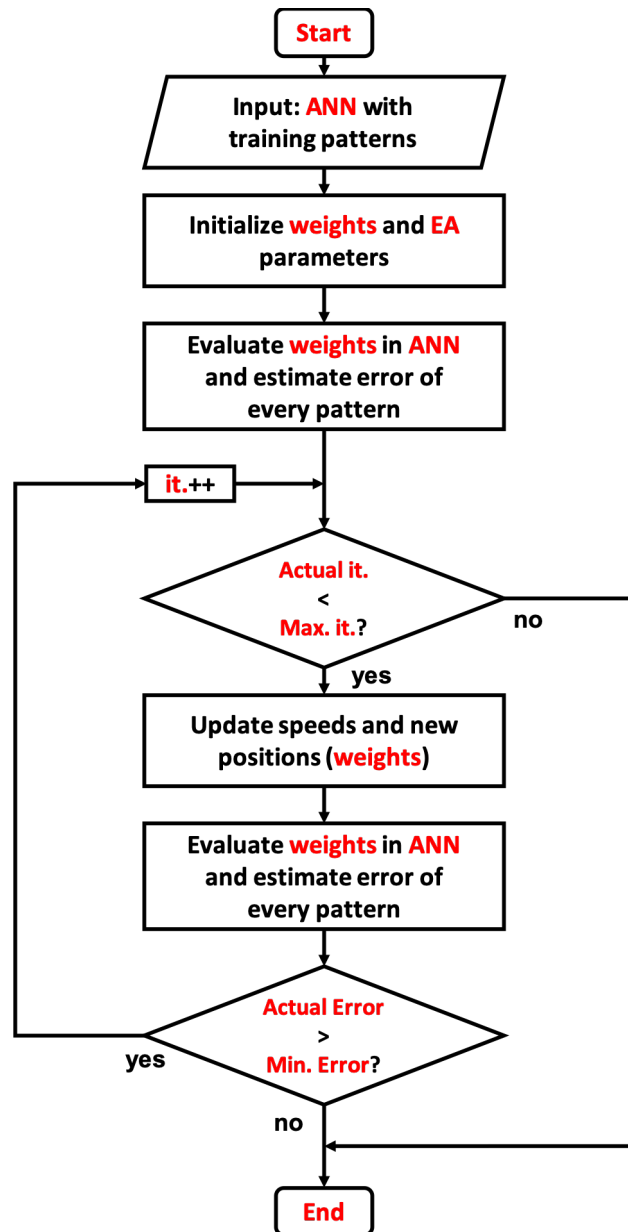 Start
Input: ANN with
training patterns
Initialize weights and EA
parameters
Evaluate weights in ANN
and estimate error of
every pattern
it.++
Actual it.
<
Max. it.?
no
yes
Update speeds and new
positions (weights)
Evaluate weights in ANN
and estimate error of
every pattern
Actual Error
>
Min. Error?
yes
no
End